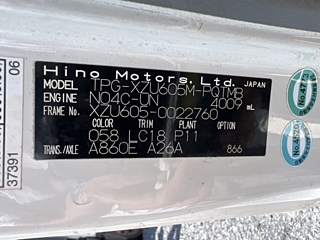 Hino Motors, Ltd. JAPAN
MODEL TPG-XZU605M-PQTMB
ENGINE N04C-UN 4009 mL
FRAME No. XZU605-0022760
COLOR TRIM PLANT OPTION
058 LC18 P11
TRANS./AXLE A860E A26A 866
37391
06